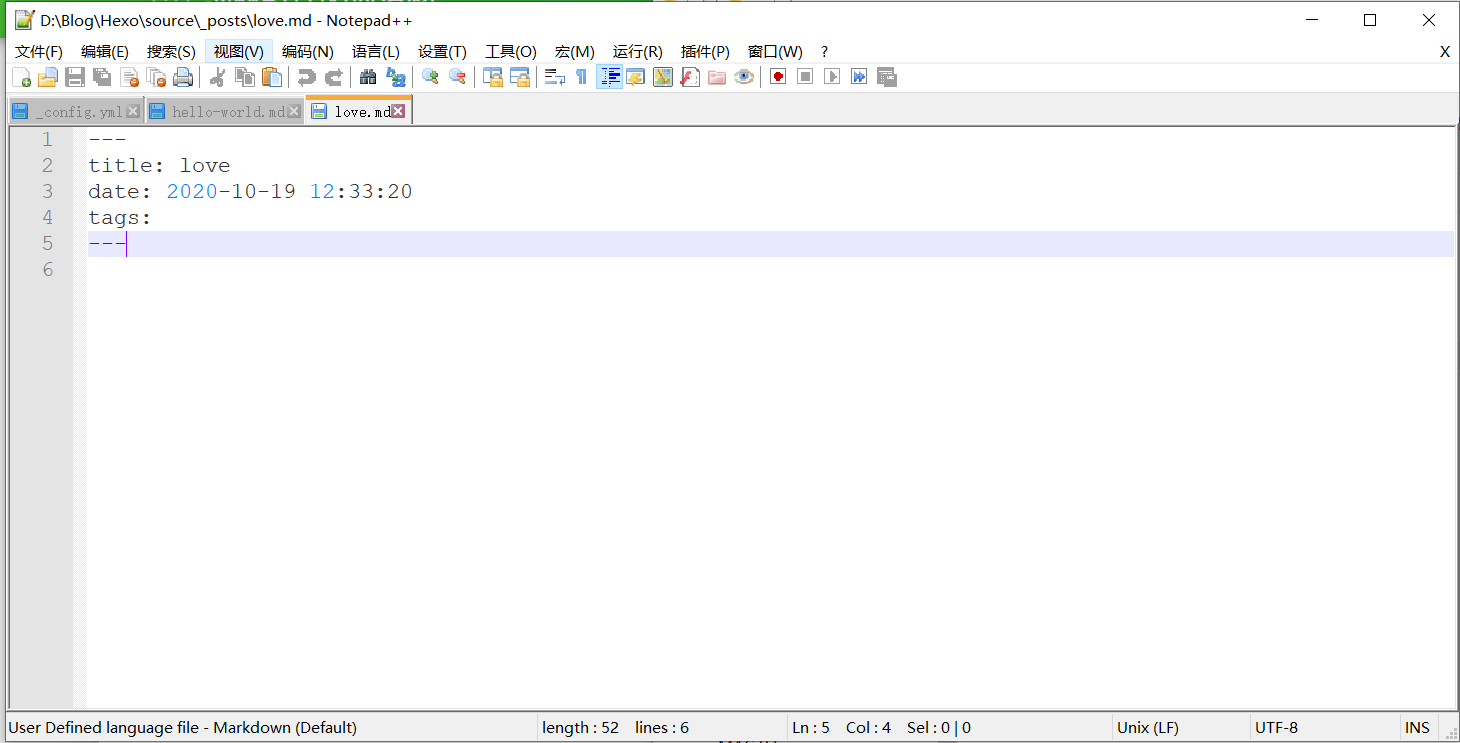 D:\Blog\Hexo\source\_posts\love.md - Notepad++
文件(F) 编辑(E) 搜索(S) 视图(V) 编码(N) 语言(L) 设置(T) 工具(O) 宏(M) 运行(R) 插件(P) 窗口(W) ? X
_config.yml hello-world.md love.md
1 ---
2 title: love
3 date: 2020-10-19 12:33:20
4 tags:
5 ---
6
User Defined language file - Markdown (Default) length : 52 lines : 6 Ln : 5 Col : 4 Sel : 0 | 0 Unix (LF) UTF-8 INS